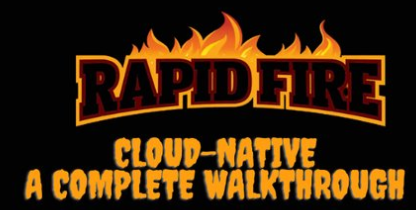 RAPID FIRE
CLOUD-NATIVE
A COMPLETE WALKTHROUGH